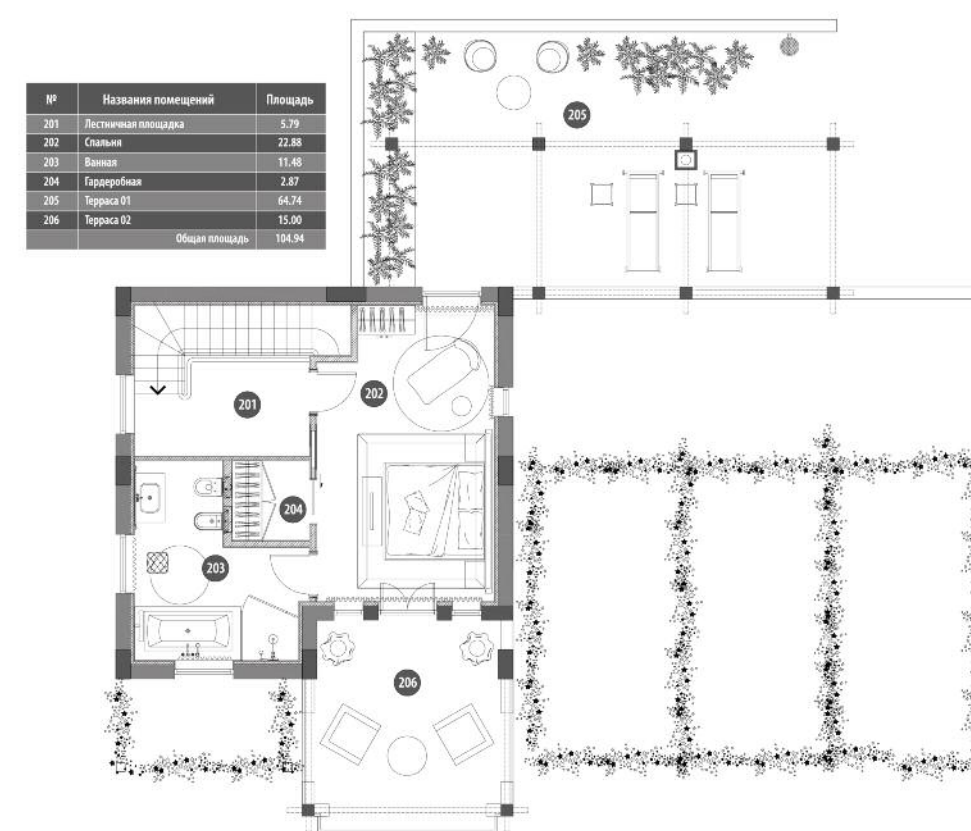 № Названия помещений Площадь
201 Лестничная площадка 5.79
202 Спальня 22.88
203 Ванная 11.48
204 Гардеробная 2.87
205 Терраса 01 64.74
206 Терраса 02 15.00
Общая площадь 104.94
205
201
202
204
203
206